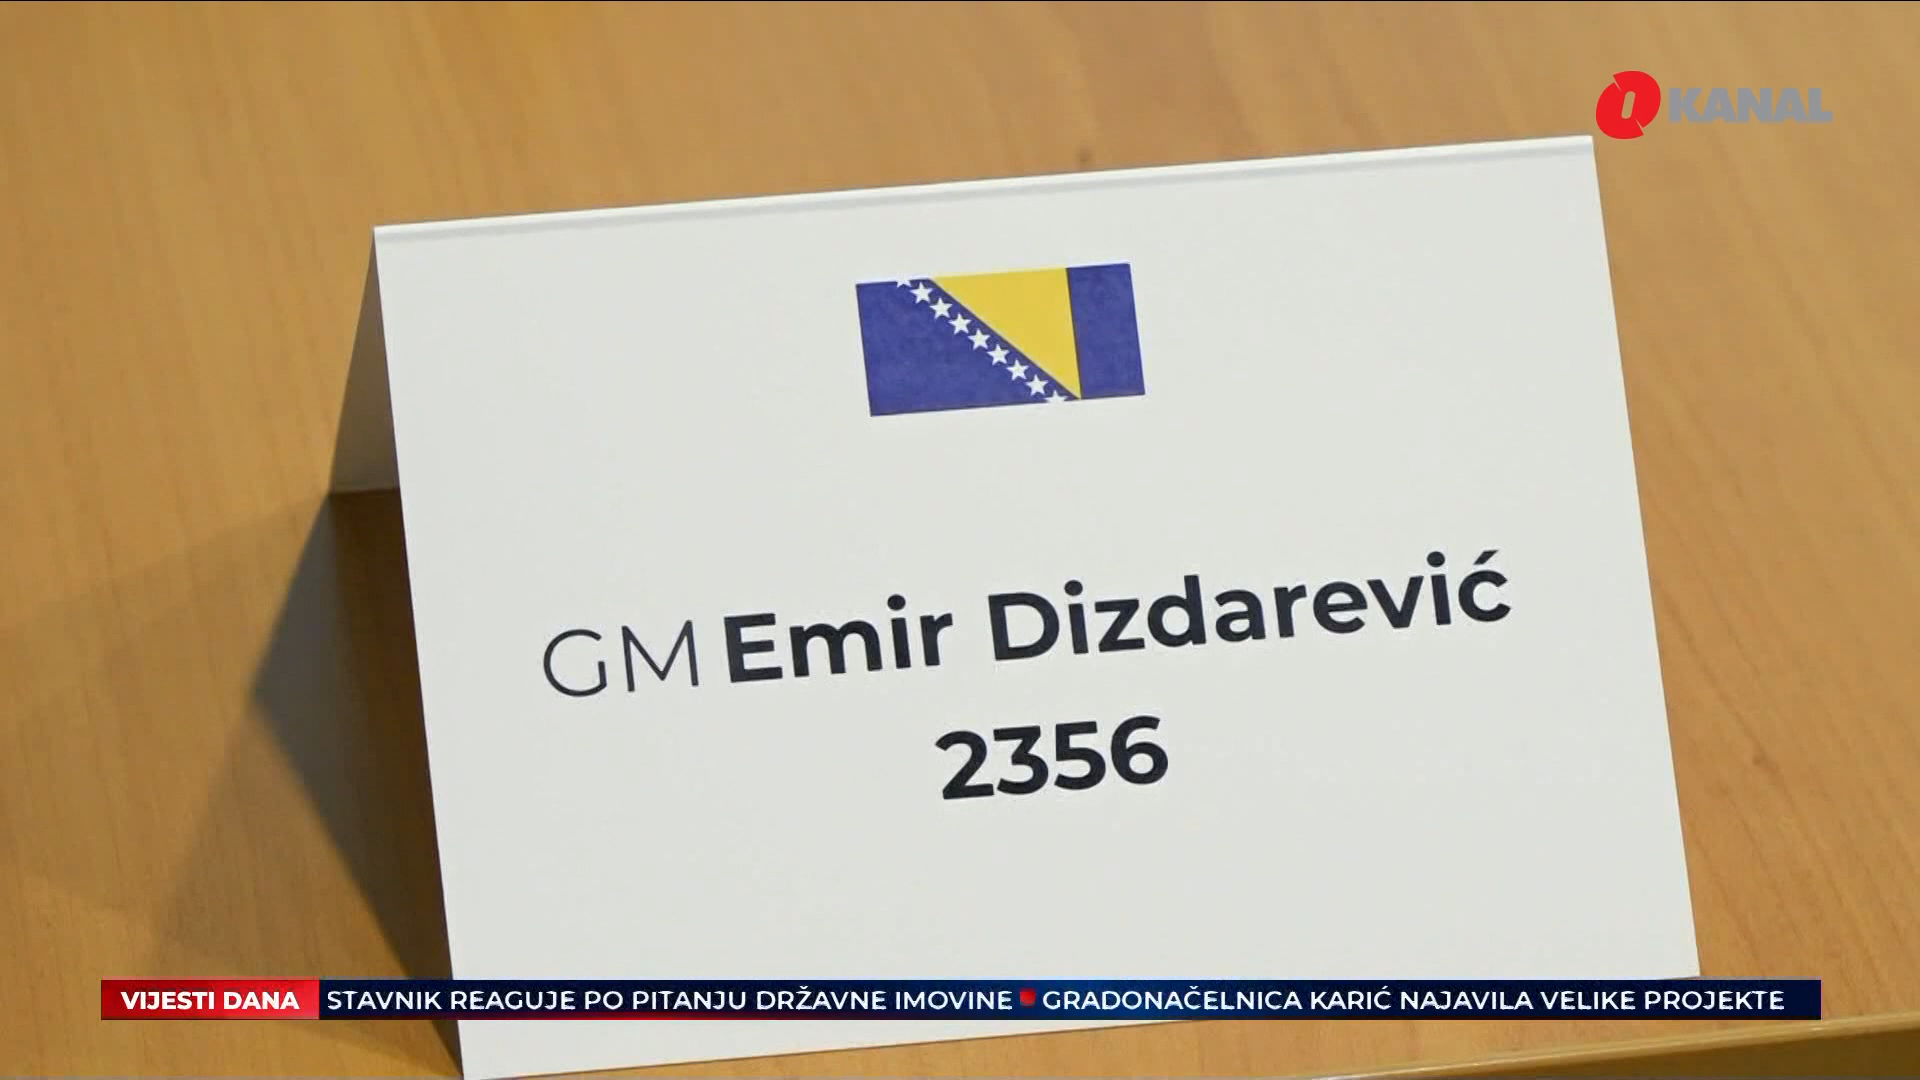 O KANAL
GM Emir Dizdarević
2356
VIJESTI DANA STAVNIK REAGUJE PO PITANJU DRŽAVNE IMOVINE GRADONAČELNICA KARIĆ NAJAVILA VELIKE PROJEKTE